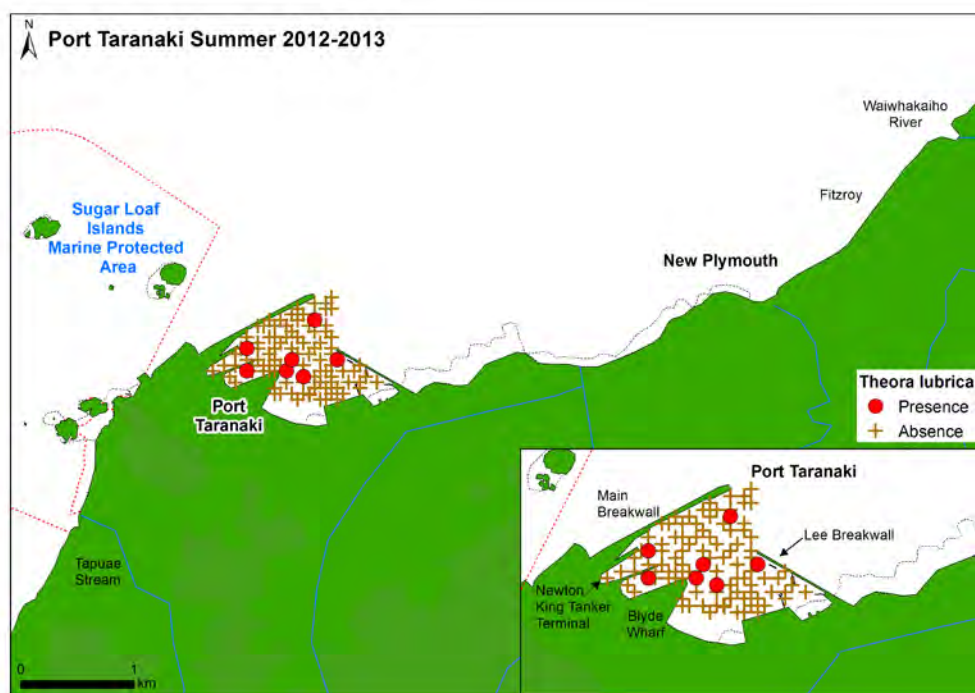 N
Port Taranaki Summer 2012-2013
Waiwhakaiho
River
Fitzroy
Sugar Loaf
Islands
Marine Protected
Area
New Plymouth
Port
Taranaki
Theora lubrica
Presence
Absence
Tapuae
Stream
0 1
km
Port Taranaki
Main
Breakwall
Lee Breakwall
Newton
King Tanker
Terminal
Blyde
Wharf